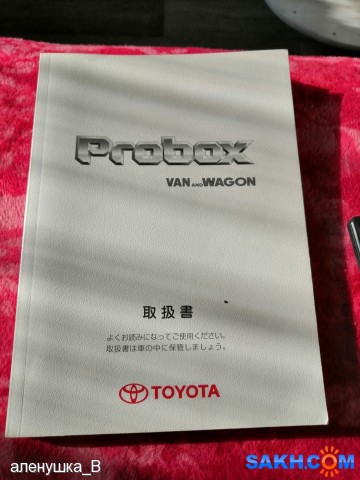 Probox
VAN AND WAGON
取扱書
よくお読みになってご使用ください。
取扱書は車の中に保管しましょう。
TOYOTA
аленушка_В
SAKH.COM